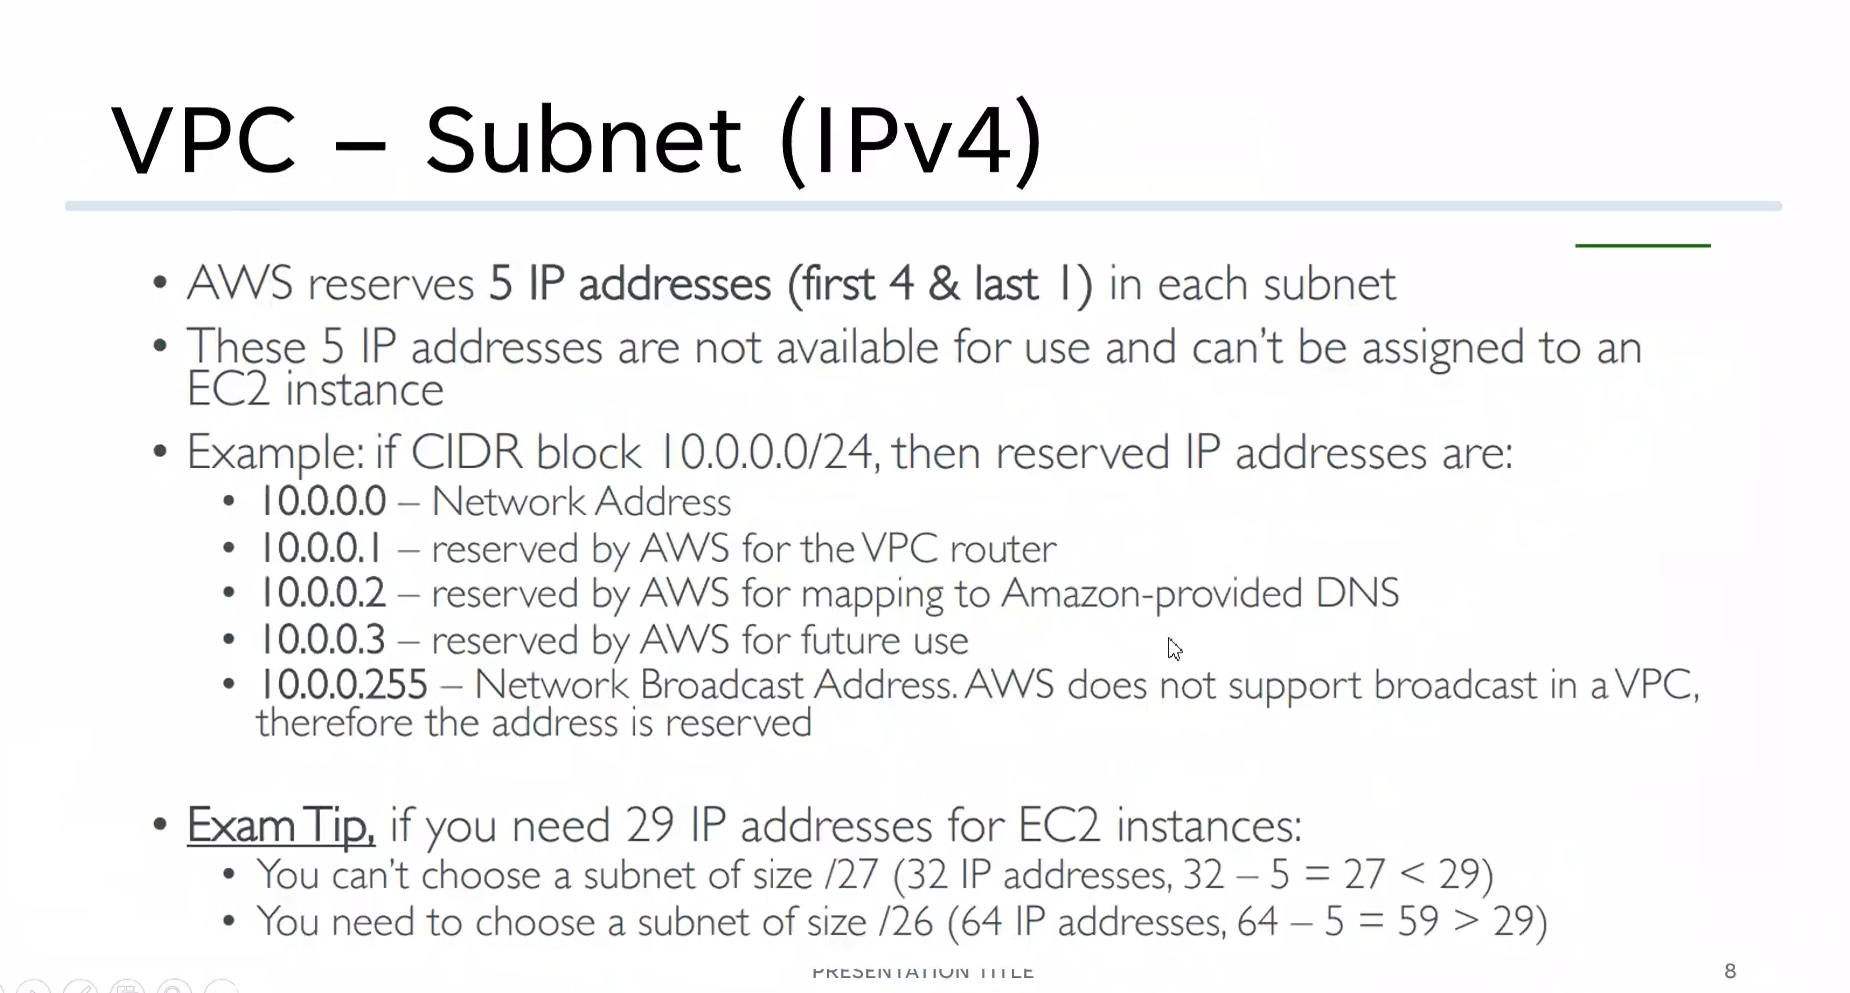 VPC – Subnet (IPv4)
• AWS reserves 5 IP addresses (first 4 & last 1) in each subnet
• These 5 IP addresses are not available for use and can't be assigned to an
EC2 instance
• Example: if CIDR block 10.0.0.0/24, then reserved IP addresses are:
• 10.0.0.0 – Network Address
• 10.0.0.1 – reserved by AWS for the VPC router
• 10.0.0.2 – reserved by AWS for mapping to Amazon-provided DNS
• 10.0.0.3 – reserved by AWS for future use
• 10.0.0.255 – Network Broadcast Address. AWS does not support broadcast in a VPC,
therefore the address is reserved
• Exam Tip, if you need 29 IP addresses for EC2 instances:
• You can't choose a subnet of size /27 (32 IP addresses, 32 – 5 = 27 < 29)
• You need to choose a subnet of size /26 (64 IP addresses, 64 – 5 = 59 > 29)
PRESENTATION TITLE
8